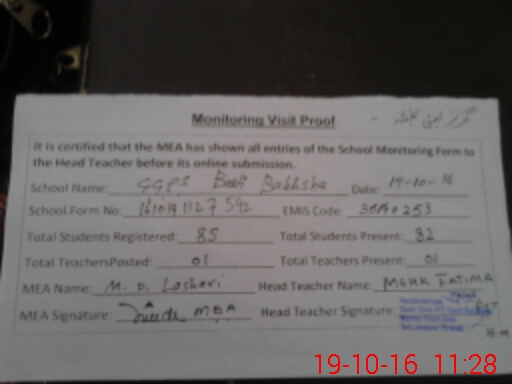 Monitoring Visit Proof
It is certified that the MEA has shown all entries of the School Monitoring Form to
the Head Teacher before its online submission.
School Name: GGPS Basti Bakhsha Date: 19-10-16
School Form No: EMIS Code:
Total Students Registered: 85 Total Students Present: 82
Total TeachersPosted: 01 Total Teachers Present: 01
MEA Name: M. D. Lashari Head Teacher Name: MEHK FATIMA
MEA Signature: Head Teacher Signature:
19-10-16 11:28